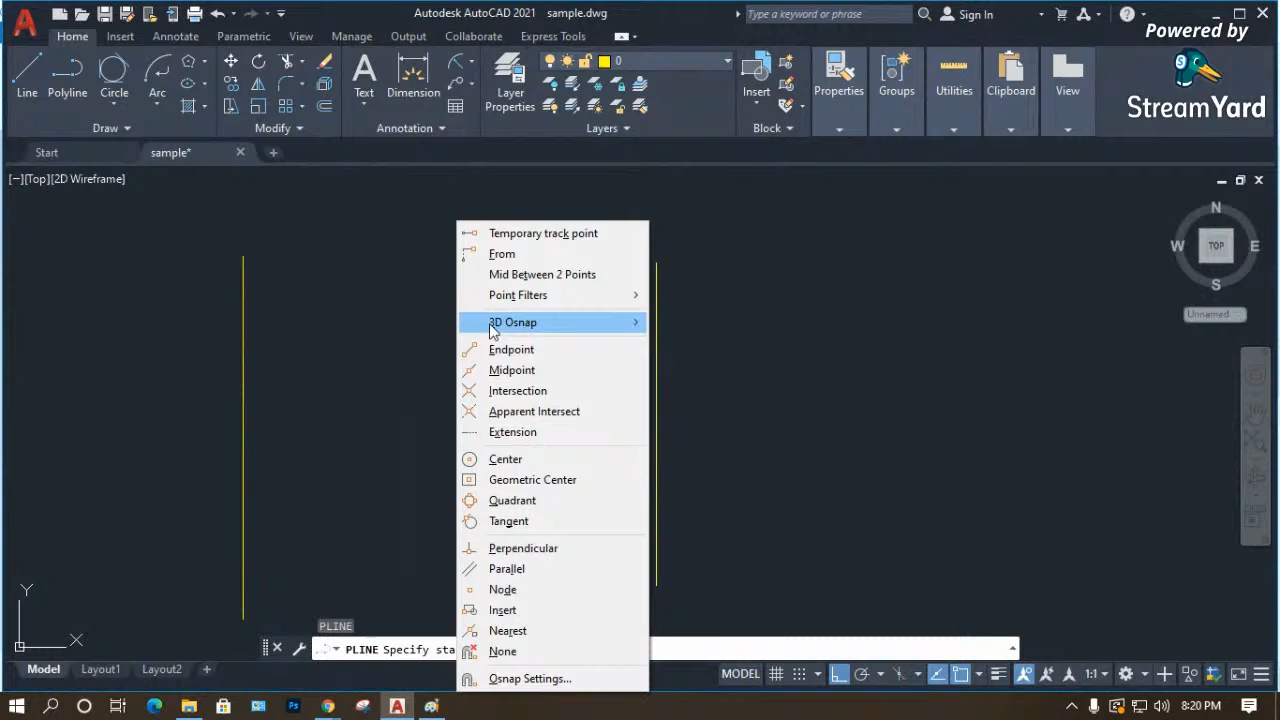 Autodesk AutoCAD 2021 sample.dwg
Type a keyword or phrase
Sign In
Powered by
StreamYard
Home Insert Annotate Parametric View Manage Output Collaborate Express Tools
Line Polyline Circle Arc
Draw
Modify
Text Dimension
Annotation
Layer
Properties
0
Layers
Insert
Block
Properties
Groups
Utilities
Clipboard
View
Start
sample*
[−][Top][2D Wireframe]
N
W TOP E
S
Unnamed
Temporary track point
From
Mid Between 2 Points
Point Filters
3D Osnap
Endpoint
Midpoint
Intersection
Apparent Intersect
Extension
Center
Geometric Center
Quadrant
Tangent
Perpendicular
Parallel
Node
Insert
Nearest
None
Osnap Settings...
Y
X
PLINE
PLINE Specify sta
Model Layout1 Layout2 +
MODEL
1:1
8:20 PM